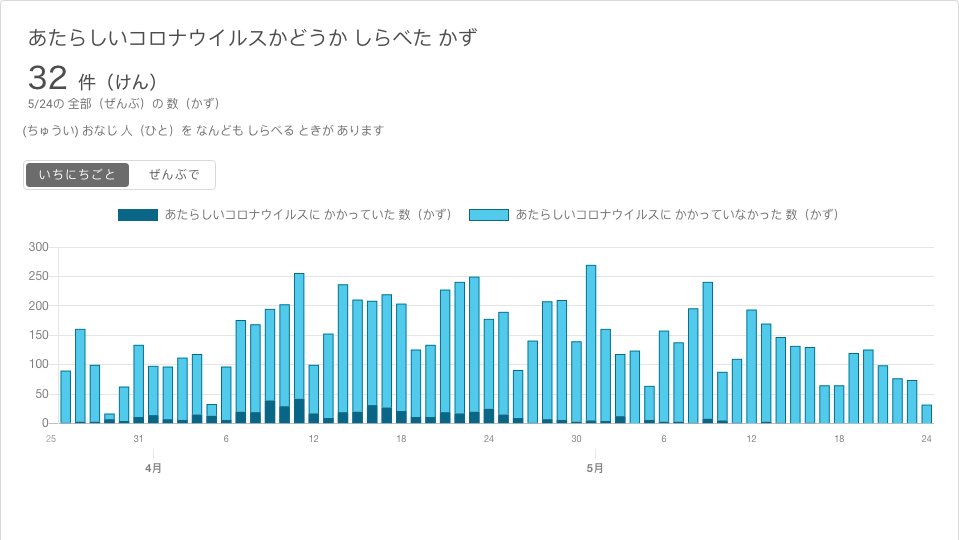 あたらしいコロナウイルスかどうか しらべた かず
32 件（けん）
5/24の 全部（ぜんぶ）の 数（かず）
(ちゅうい) おなじ 人（ひと）を なんども しらべる ときが あります
いちにちごと ぜんぶで
あたらしいコロナウイルスに かかっていた 数（かず） あたらしいコロナウイルスに かかっていなかった 数（かず）
300
250
200
150
100
50
0
25 31 6 12 18 24 30 6 12 18 24
4月 5月